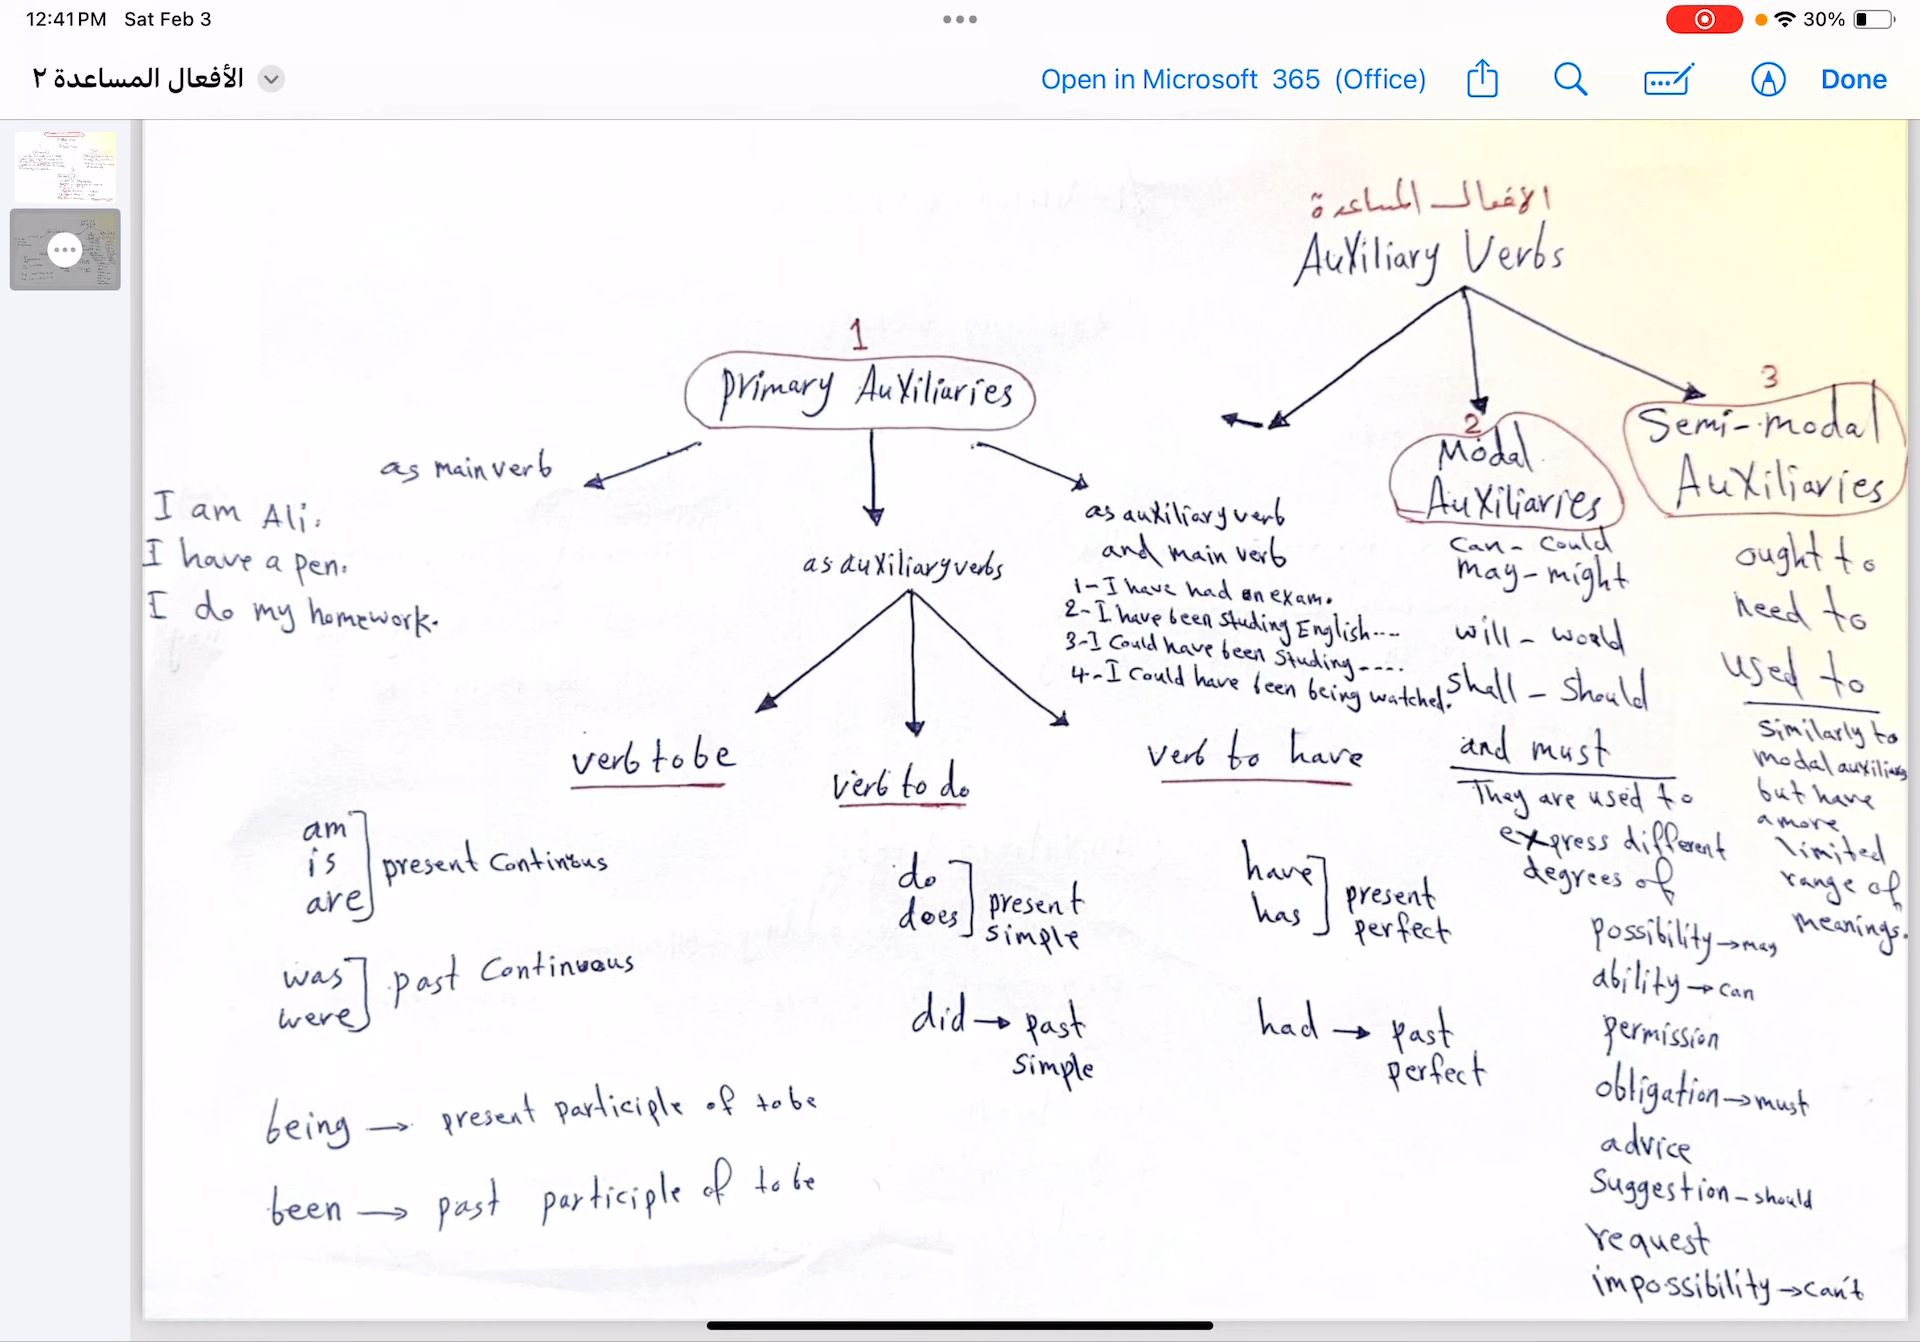 12:41 PM Sat Feb 3
30%
الأفعال المساعدة ٢
Open in Microsoft 365 (Office)
Done
الأفعال المساعدة
Auxiliary Verbs
1
primary Auxiliaries
2
Modal
Auxiliaries
3
Semi-modal
Auxiliaries
as main verb
I am Ali.
I have a pen.
I do my homework.
as auxiliary verbs
as auxiliary verb
and main verb
1-I have had an exam.
2-I have been studing English---
3-I Could have been studing----
4-I Could have been being watched.
verb to be
am
is
are
present Continous
was
were
past Continuous
being → present participle of to be
been → past participle of to be
verb to do
do
does
present
simple
did → past
simple
verb to have
have
has
present
perfect
had → past
perfect
can - could
may - might
will - would
shall - should
and must
They are used to
express different
degrees of
possibility → may
ability → can
permission
obligation → must
advice
Suggestion - should
request
impossibility → can't
ought to
need to
used to
Similarly to
modal auxiliaries
but have
a more
limited
range of
meanings.